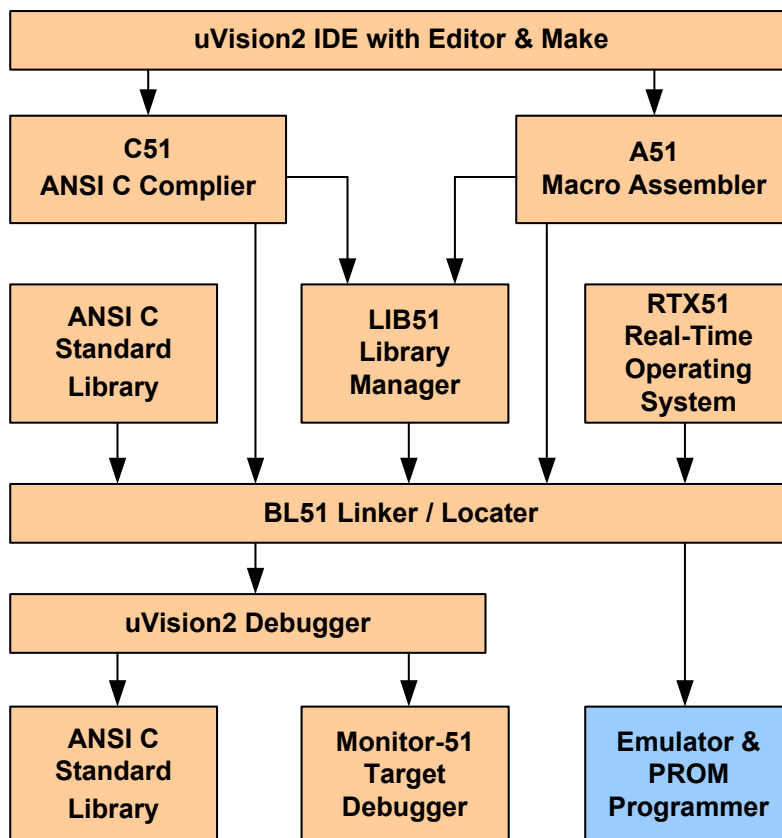 uVision2 IDE with Editor & Make
C51
ANSI C Complier
A51
Macro Assembler
ANSI C
Standard
Library
LIB51
Library
Manager
RTX51
Real-Time
Operating
System
BL51 Linker / Locater
uVision2 Debugger
ANSI C
Standard
Library
Monitor-51
Target
Debugger
Emulator &
PROM
Programmer